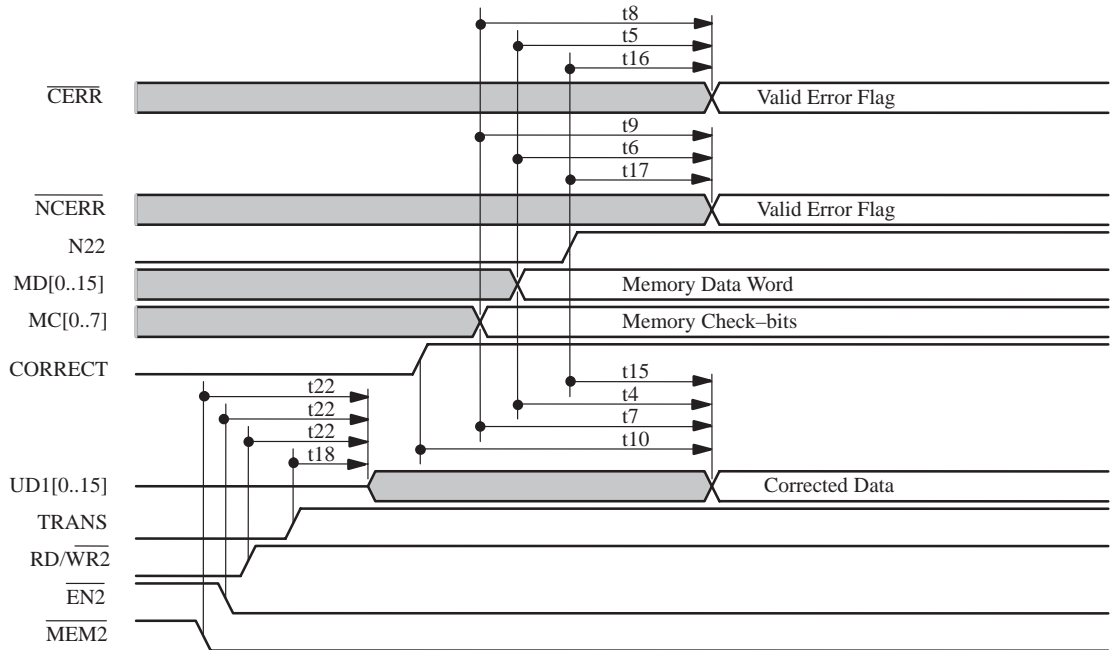 t8
t5
t16
CERR
Valid Error Flag
t9
t6
t17
NCERR
Valid Error Flag
N22
MD[0..15]
Memory Data Word
MC[0..7]
Memory Check–bits
CORRECT
t22
t15
t22
t4
t22
t7
t18
t10
UD1[0..15]
Corrected Data
TRANS
RD/WR2
EN2
MEM2